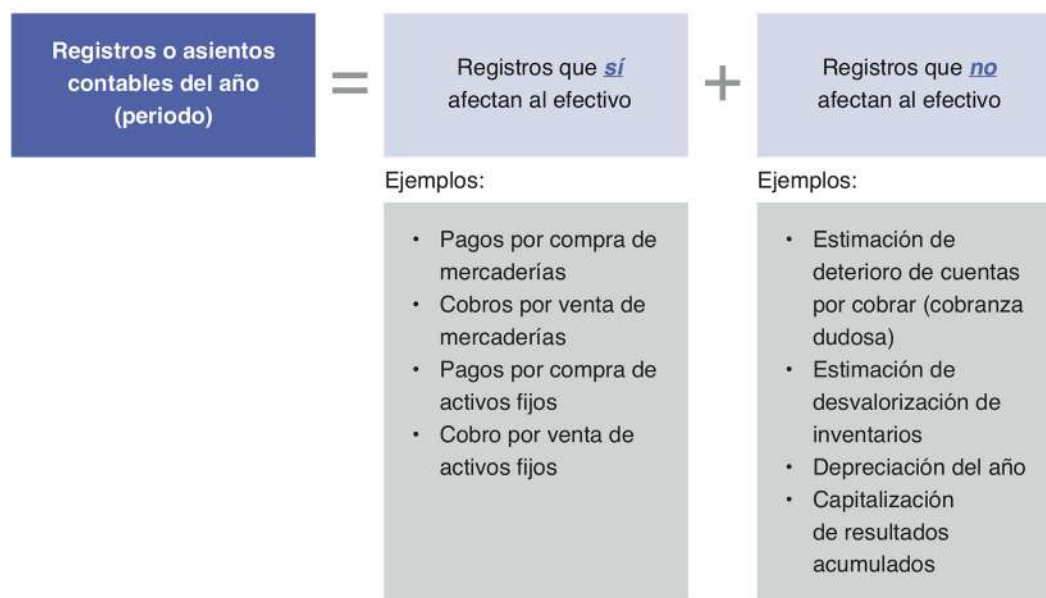 Registros o asientos
contables del año
(periodo)
=
Registros que sí
afectan al efectivo
+
Registros que no
afectan al efectivo
Ejemplos:
• Pagos por compra de
mercaderías
• Cobros por venta de
mercaderías
• Pagos por compra de
activos fijos
• Cobro por venta de
activos fijos
Ejemplos:
• Estimación de
deterioro de cuentas
por cobrar (cobranza
dudosa)
• Estimación de
desvalorización de
inventarios
• Depreciación del año
• Capitalización
de resultados
acumulados